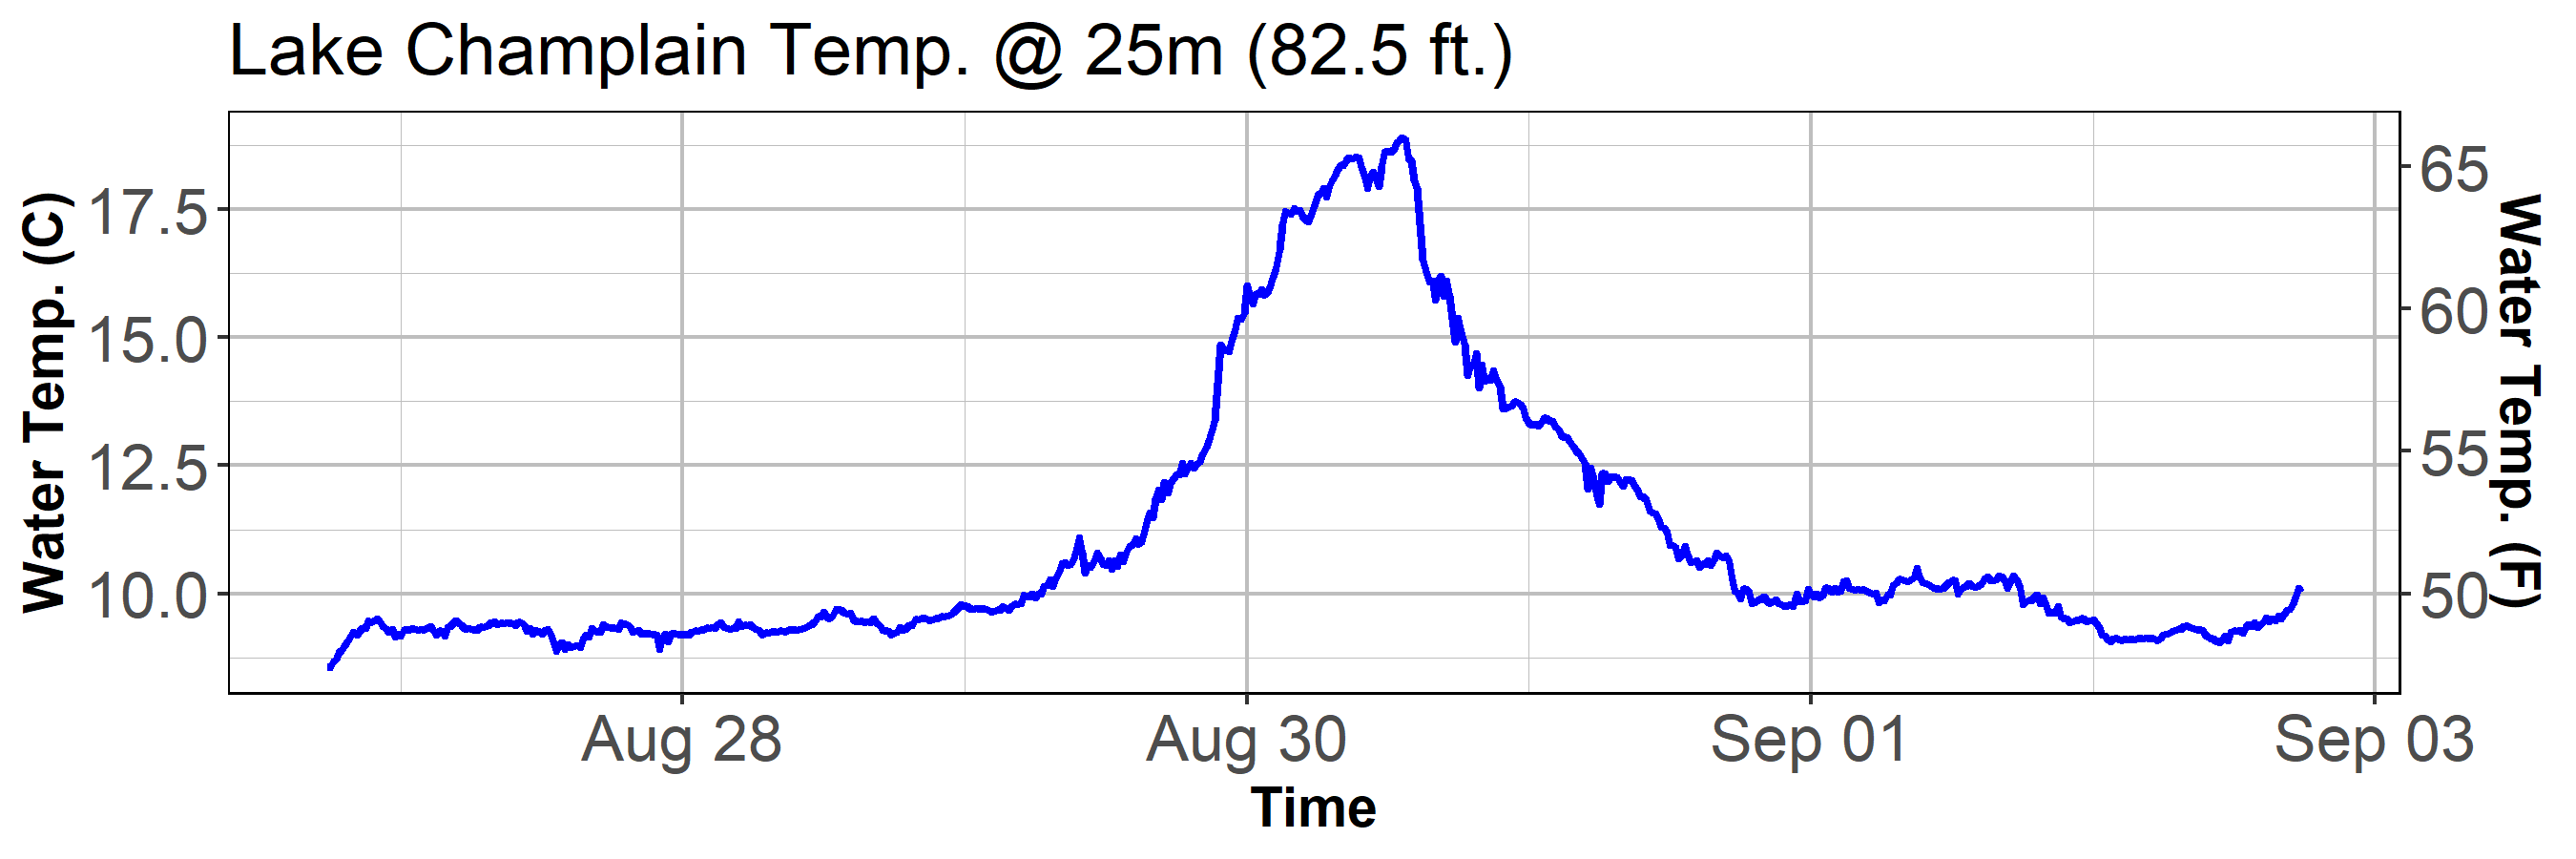 Lake Champlain Temp. @ 25m (82.5 ft.)
Water Temp. (C)
17.5
15.0
12.5
10.0
65
60
55
50
Water Temp. (F)
Aug 28
Aug 30
Sep 01
Sep 03
Time